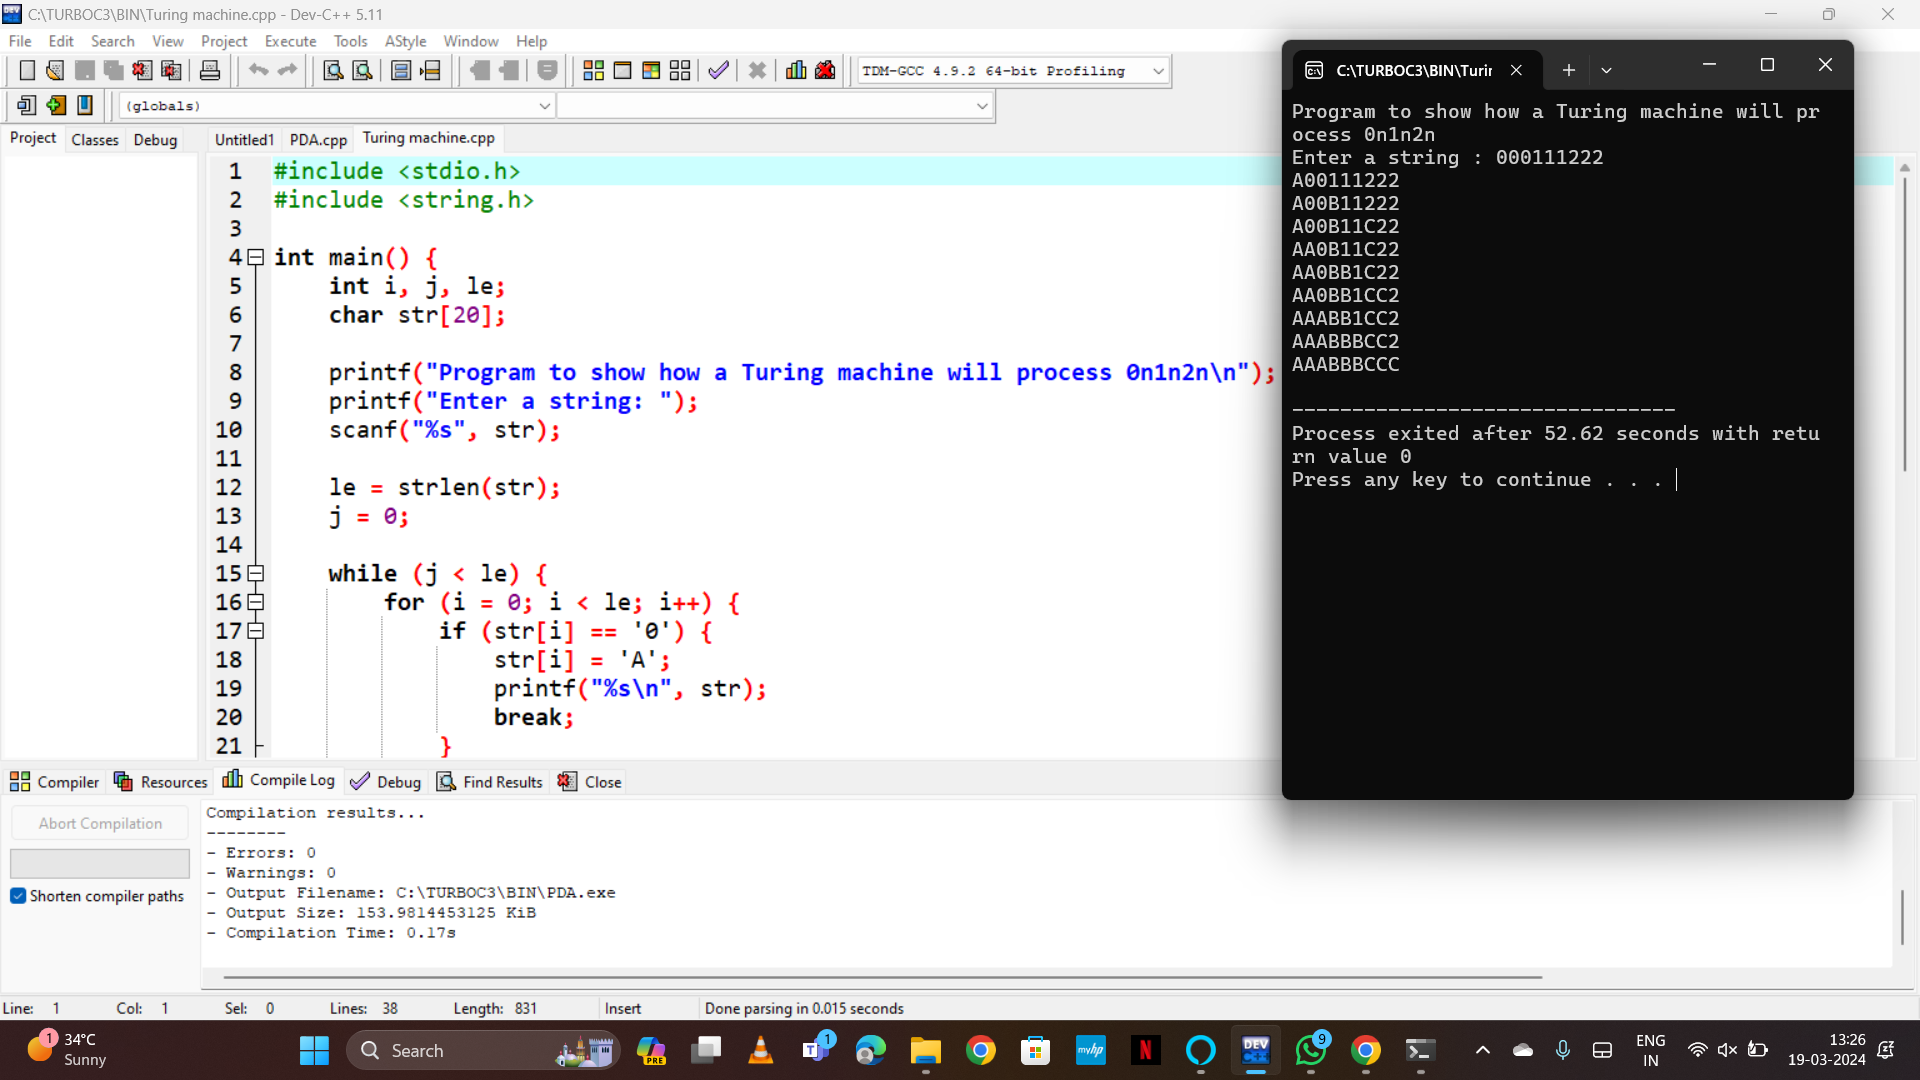 C:\TURBOC3\BIN\Turing machine.cpp - Dev-C++ 5.11
File Edit Search View Project Execute Tools AStyle Window Help
TDM-GCC 4.9.2 64-bit Profiling
(globals)
Project Classes Debug
Untitled1 PDA.cpp Turing machine.cpp
1 #include <stdio.h>
2 #include <string.h>
3
4 int main() {
5 int i, j, le;
6 char str[20];
7
8 printf("Program to show how a Turing machine will process 0n1n2n\n");
9 printf("Enter a string: ");
10 scanf("%s", str);
11
12 le = strlen(str);
13 j = 0;
14
15 while (j < le) {
16 for (i = 0; i < le; i++) {
17 if (str[i] == '0') {
18 str[i] = 'A';
19 printf("%s\n", str);
20 break;
21 }
C:\TURBOC3\BIN\Turir
Program to show how a Turing machine will pr
ocess 0n1n2n
Enter a string : 000111222
A00111222
A00B11222
A00B11C22
AA0B11C22
AA0BB1C22
AA0BB1CC2
AAABB1CC2
AAABBBCC2
AAABBBCCC
--------------------------------
Process exited after 52.62 seconds with retu
rn value 0
Press any key to continue . . .
Compiler Resources Compile Log Debug Find Results Close
Abort Compilation
Shorten compiler paths
Compilation results...
--------
- Errors: 0
- Warnings: 0
- Output Filename: C:\TURBOC3\BIN\PDA.exe
- Output Size: 153.9814453125 KiB
- Compilation Time: 0.17s
Line: 1 Col: 1 Sel: 0 Lines: 38 Length: 831 Insert Done parsing in 0.015 seconds
1
34°C
Sunny
Search
PRE
1
myhp
N
DEV
9
ENG
IN
13:26
19-03-2024